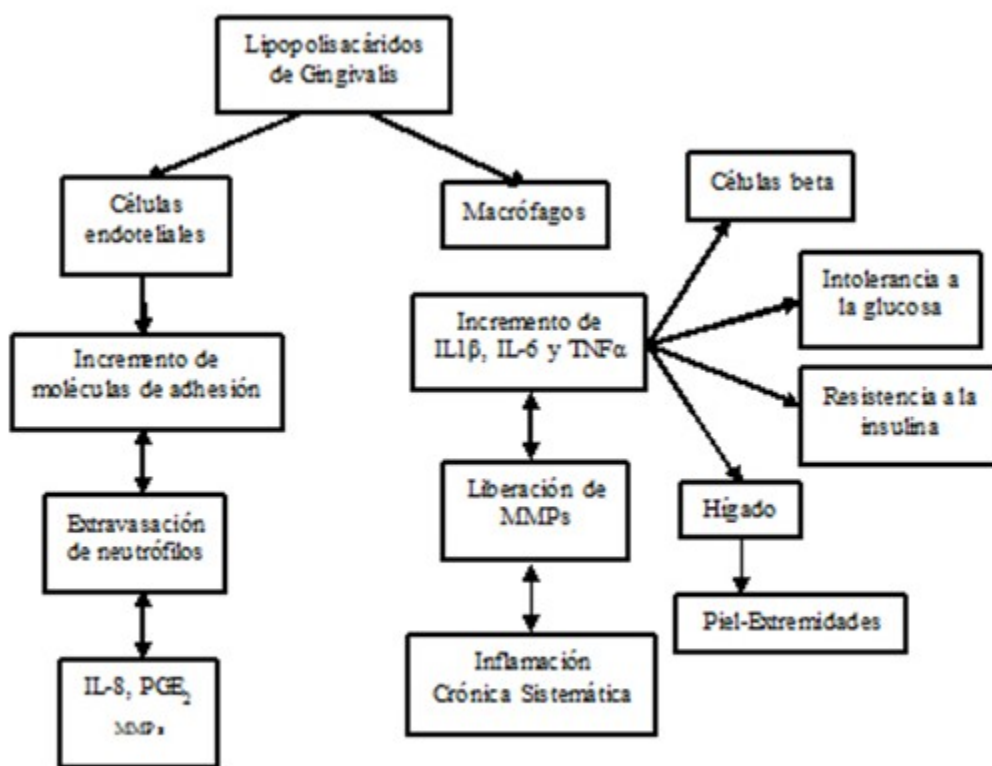 Lipopolisacáridos
de Gingivalis
Células
endoteliales
Macrófagos
Células beta
Intolerancia a
la glucosa
Incremento de
IL1β, IL-6 y TNFα
Incremento de
moléculas de adhesión
Resistencia a la
insulina
Liberación de
MMPs
Hígado
Extravasación
de neutrófilos
Piel-Extremidades
Inflamación
Crónica Sistemática
IL-8, PGE₂
MMPs